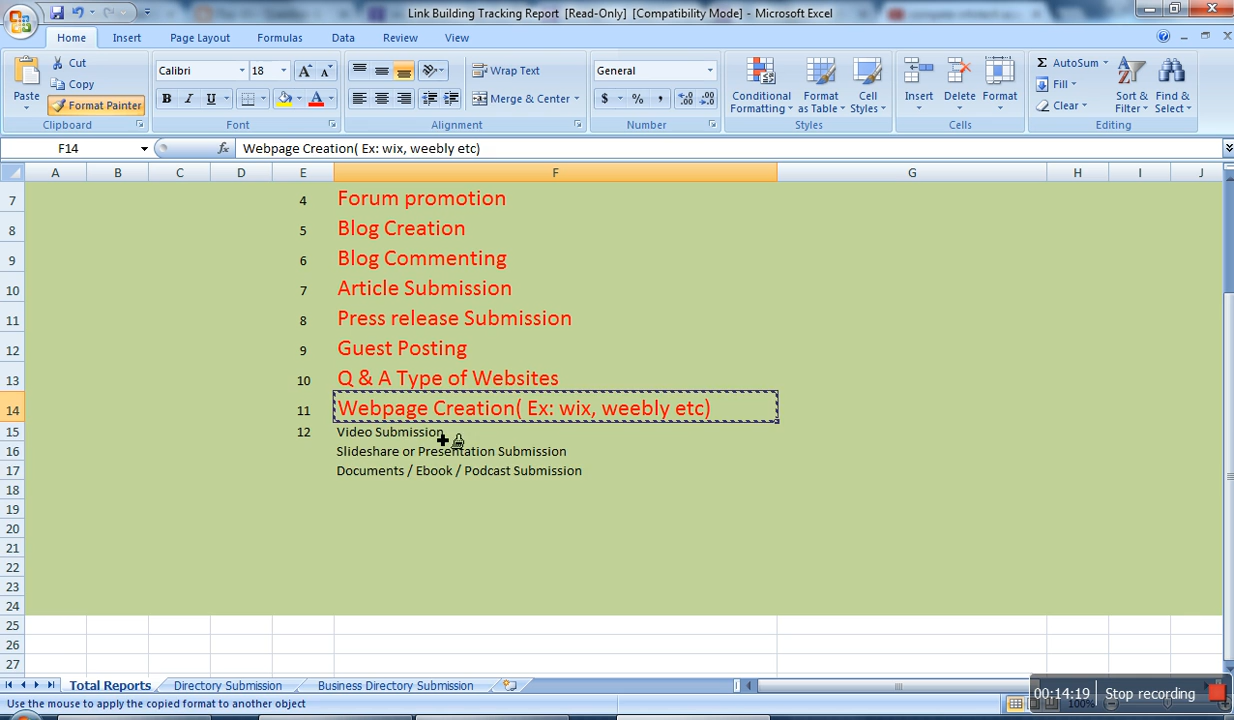 Link Building Tracking Report [Read-Only] [Compatibility Mode] - Microsoft Excel
Home Insert Page Layout Formulas Data Review View
Paste Cut Copy Format Painter
Calibri 18 A A
B I U A
Wrap Text
Merge & Center
General
$ % ,
Conditional Formatting Format as Table Cell Styles
Insert Delete Format
Σ AutoSum Fill Clear Sort & Filter Find & Select
Clipboard Font Alignment Number Styles Cells Editing
F14 fx Webpage Creation( Ex: wix, weebly etc)
A B C D E F G H I J
7 4 Forum promotion
8 5 Blog Creation
9 6 Blog Commenting
10 7 Article Submission
11 8 Press release Submission
12 9 Guest Posting
13 10 Q & A Type of Websites
14 11 Webpage Creation( Ex: wix, weebly etc)
15 12 Video Submission
16 Slideshare or Presentation Submission
17 Documents / Ebook / Podcast Submission
18
19
20
21
22
23
24
25
26
27
Total Reports Directory Submission Business Directory Submission
Use the mouse to apply the copied format to another object 100%
00:14:19 Stop recording